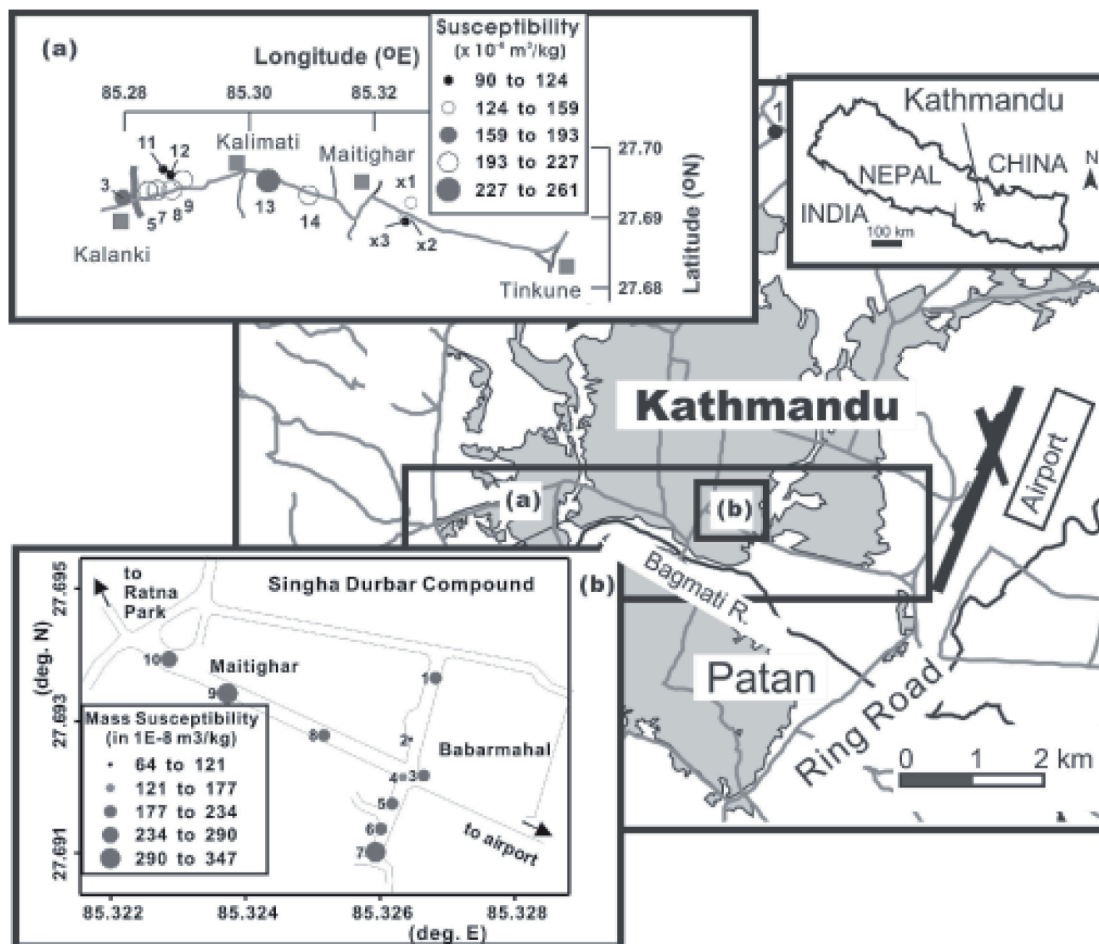 (a)
Longitude (ºE)
85.28
85.30
85.32
Susceptibility
(x 10⁻⁸ m³/kg)
90 to 124
124 to 159
159 to 193
193 to 227
227 to 261
11
12
Kalimati
Maitighar
x1
3
5
7
8
9
13
14
x3
x2
Kalanki
Tinkune
27.70
27.69
27.68
Latitude (ºN)
1
Kathmandu
NEPAL
CHINA
INDIA
N
100 km
Kathmandu
Airport
(a)
(b)
Bagmati R.
Patan
Ring Road
0 1 2 km
(b)
to
Ratna
Park
Singha Durbar Compound
27.695
27.693
27.691
(deg. N)
10
Maitighar
1
9
8
2
Babarmahal
4
3
5
6
7
to airport
Mass Susceptibility
(in 1E-8 m3/kg)
64 to 121
121 to 177
177 to 234
234 to 290
290 to 347
85.322
85.324
85.326
85.328
(deg. E)